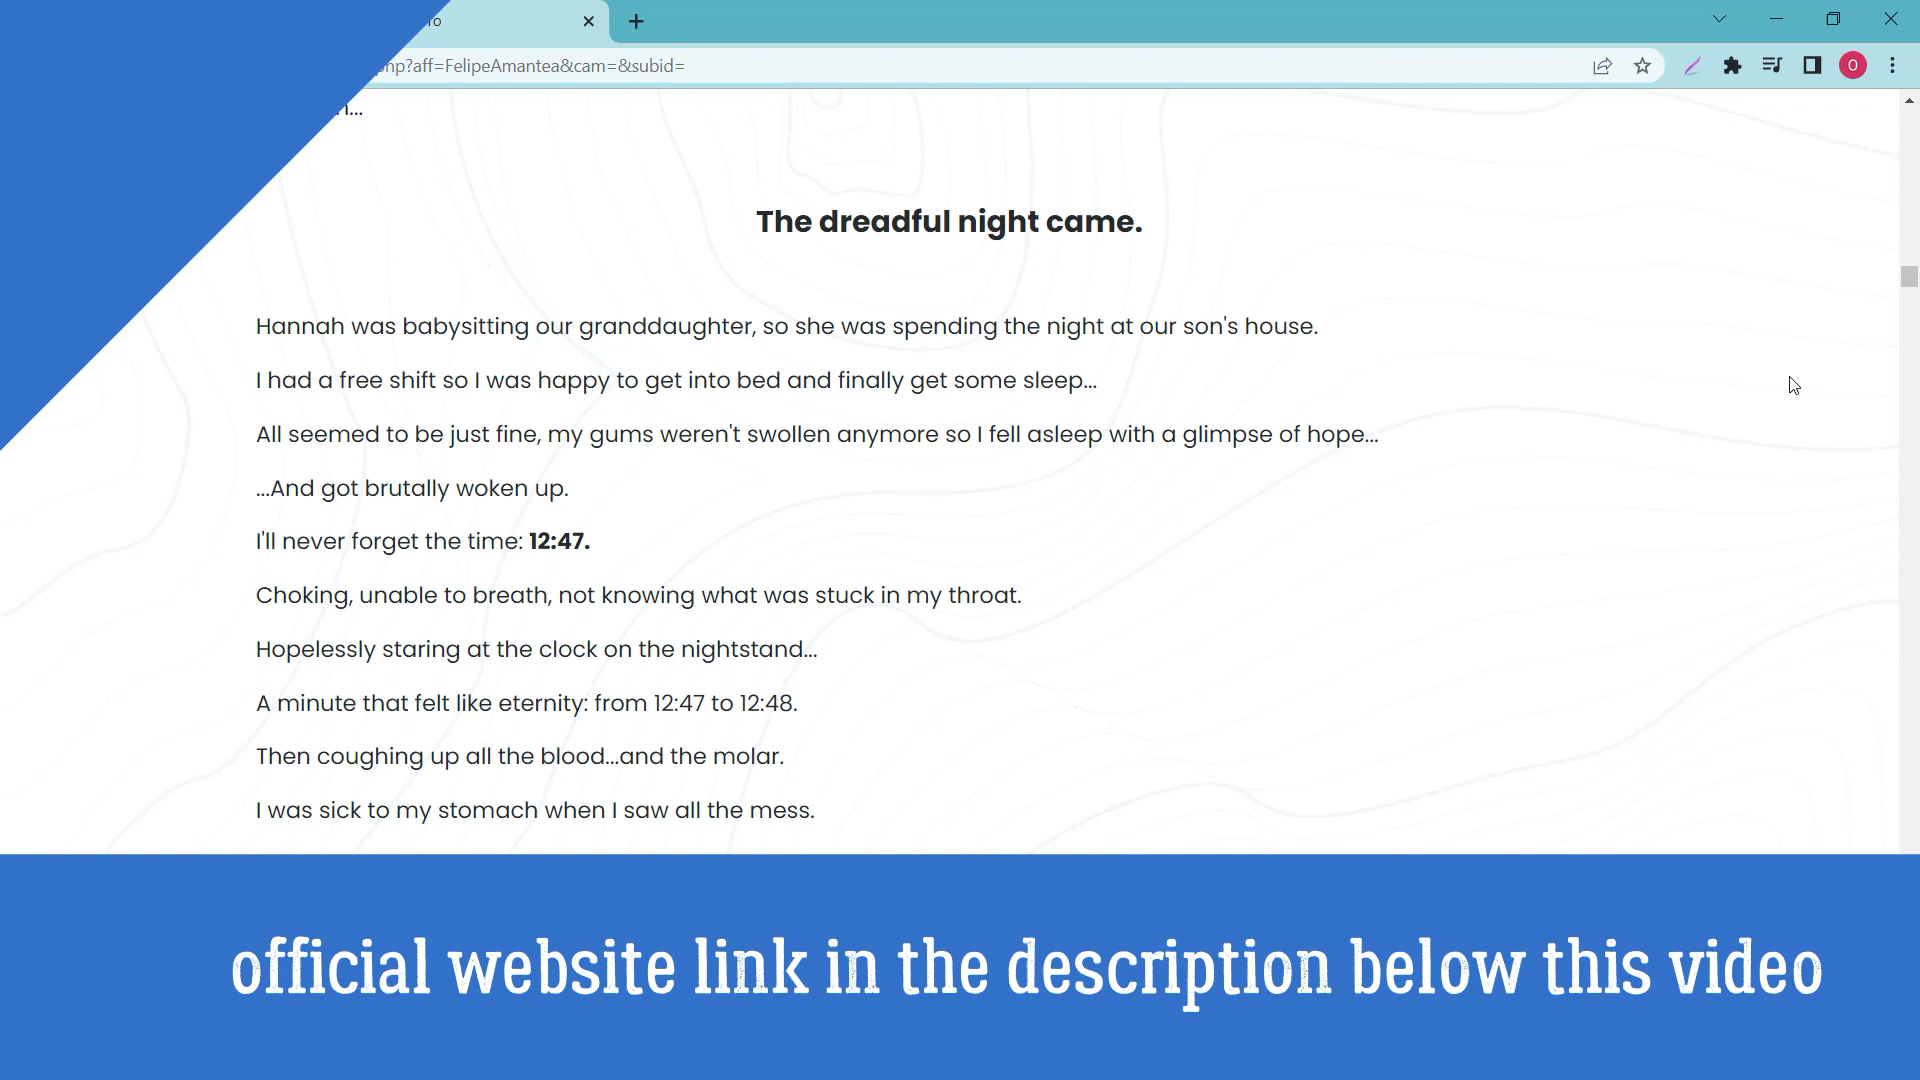 np?aff=FelipeAmantea&cam=&subid=
O
The dreadful night came.
Hannah was babysitting our granddaughter, so she was spending the night at our son's house.
I had a free shift so I was happy to get into bed and finally get some sleep...
All seemed to be just fine, my gums weren't swollen anymore so I fell asleep with a glimpse of hope...
...And got brutally woken up.
I'll never forget the time: 12:47.
Choking, unable to breath, not knowing what was stuck in my throat.
Hopelessly staring at the clock on the nightstand...
A minute that felt like eternity: from 12:47 to 12:48.
Then coughing up all the blood...and the molar.
I was sick to my stomach when I saw all the mess.
official website link in the description below this video